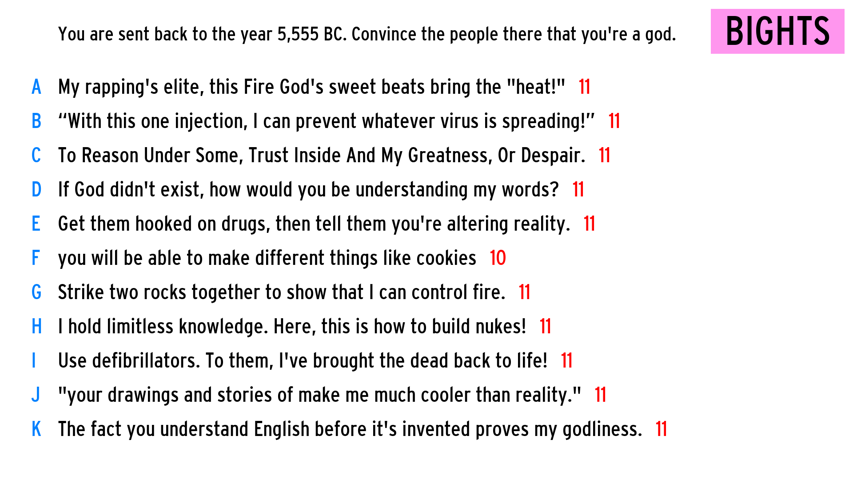 You are sent back to the year 5,555 BC. Convince the people there that you're a god.
BIGHTS
A My rapping's elite, this Fire God's sweet beats bring the "heat!" 11
B “With this one injection, I can prevent whatever virus is spreading!” 11
C To Reason Under Some, Trust Inside And My Greatness, Or Despair. 11
D If God didn't exist, how would you be understanding my words? 11
E Get them hooked on drugs, then tell them you're altering reality. 11
F you will be able to make different things like cookies 10
G Strike two rocks together to show that I can control fire. 11
H I hold limitless knowledge. Here, this is how to build nukes! 11
I Use defibrillators. To them, I've brought the dead back to life! 11
J "your drawings and stories of make me much cooler than reality." 11
K The fact you understand English before it's invented proves my godliness. 11